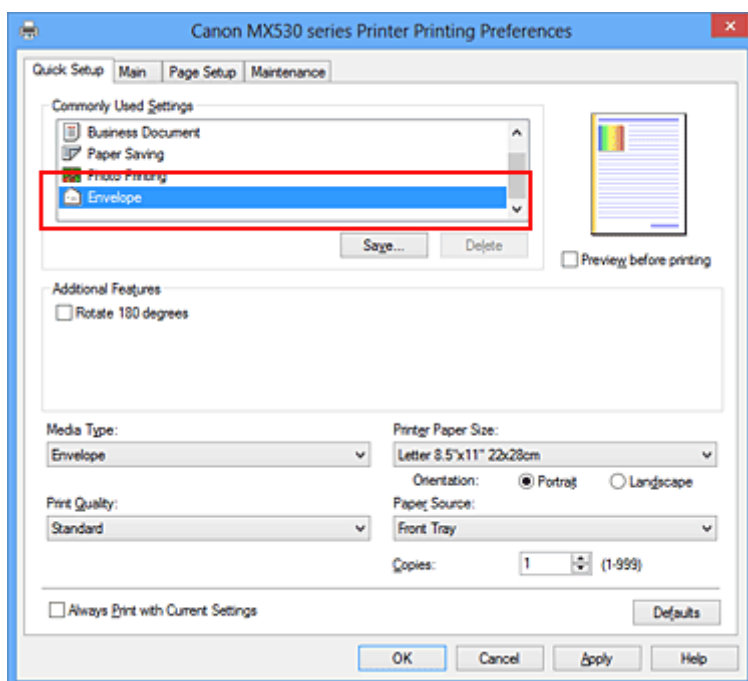 Canon MX530 series Printer Printing Preferences
Quick Setup Main Page Setup Maintenance
Commonly Used Settings
Business Document
Paper Saving
Photo Printing
Envelope
Save... Delete
Preview before printing
Additional Features
Rotate 180 degrees
Media Type: Printer Paper Size:
Envelope Letter 8.5"x11" 22x28cm
Orientation: Portrait Landscape
Print Quality: Paper Source:
Standard Front Tray
Copies: 1 (1-999)
Always Print with Current Settings Defaults
OK Cancel Apply Help